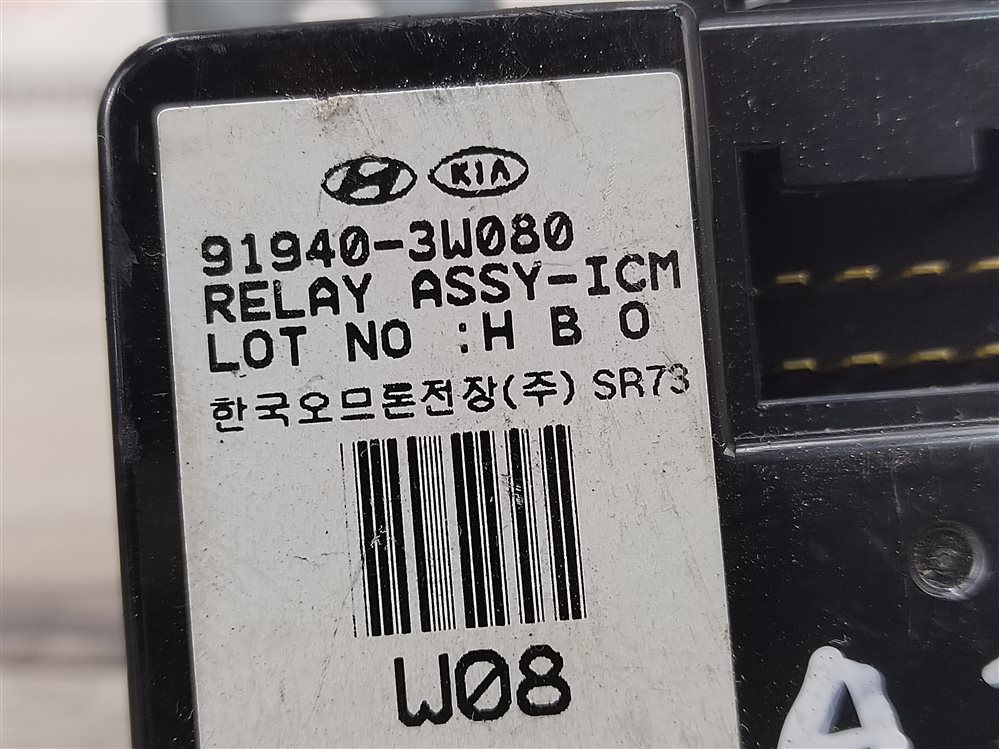 KIA
91940-3W080
RELAY ASSY-ICM
LOT NO :H B O
한국오므론전장(주) SR73
W08
A